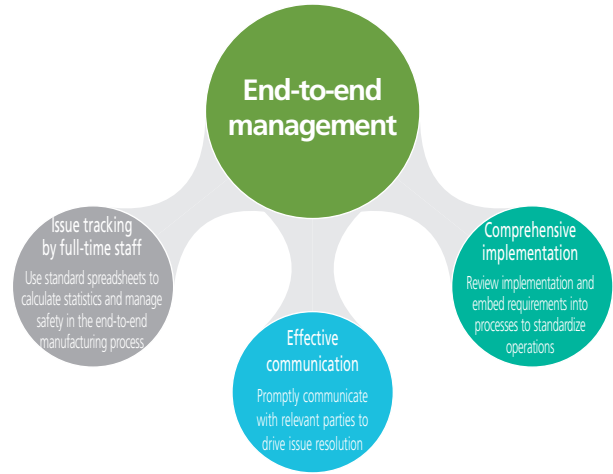 End-to-end
management
Issue tracking
by full-time staff
Use standard spreadsheets to
calculate statistics and manage
safety in the end-to-end
manufacturing process
Effective
communication
Promptly communicate
with relevant parties to
drive issue resolution
Comprehensive
implementation
Review implementation and
embed requirements into
processes to standardize
operations